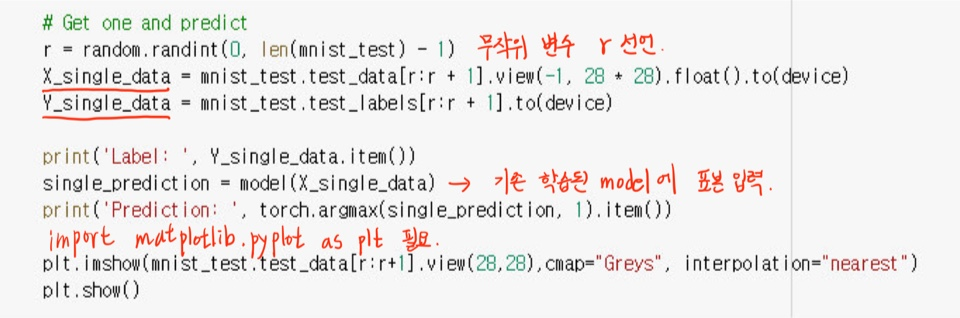 # Get one and predict
r = random.randint(0, len(mnist_test) - 1) 무작위 변수 r 선언.
X_single_data = mnist_test.test_data[r:r + 1].view(-1, 28 * 28).float().to(device)
Y_single_data = mnist_test.test_labels[r:r + 1].to(device)
print('Label: ', Y_single_data.item())
single_prediction = model(X_single_data) → 기존 학습된 model에 표본 입력.
print('Prediction: ', torch.argmax(single_prediction, 1).item())
import matplotlib.pyplot as plt 필요.
plt.imshow(mnist_test.test_data[r:r+1].view(28,28),cmap="Greys", interpolation="nearest")
plt.show()